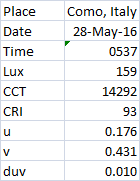 Place Como, Italy
Date 28-May-16
Time 0537
Lux 159
CCT 14292
CRI 93
u 0.176
v 0.431
duv 0.010